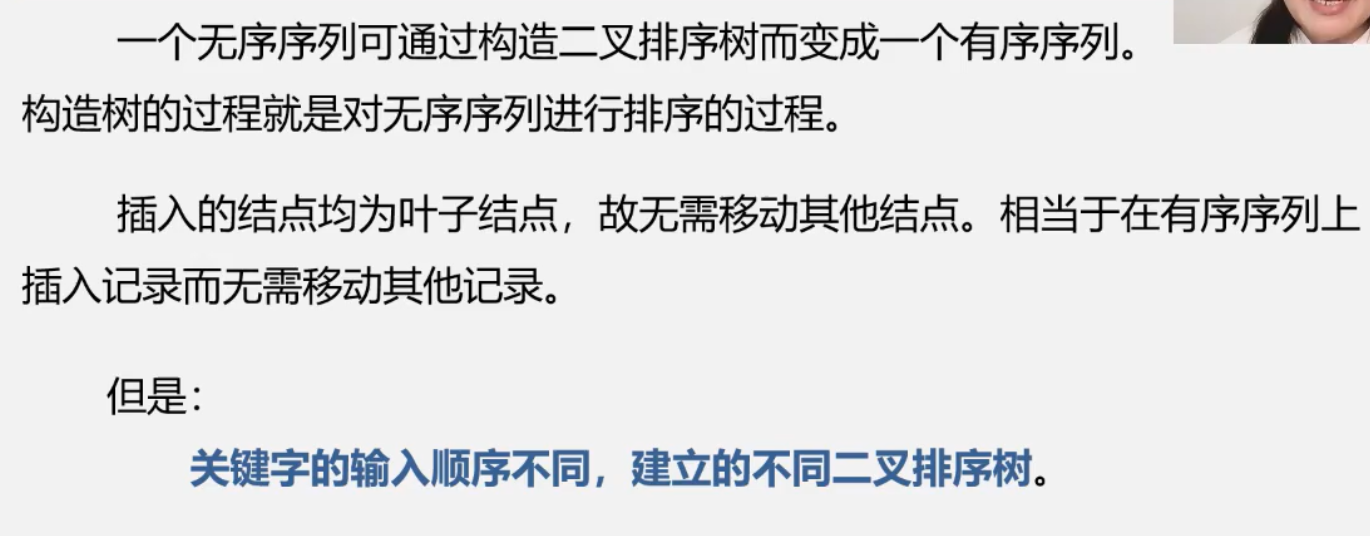 一个无序序列可通过构造二叉排序树而变成一个有序序列。
构造树的过程就是对无序序列进行排序的过程。
插入的结点均为叶子结点，故无需移动其他结点。相当于在有序序列上
插入记录而无需移动其他记录。
但是：
关键字的输入顺序不同，建立的不同二叉排序树。